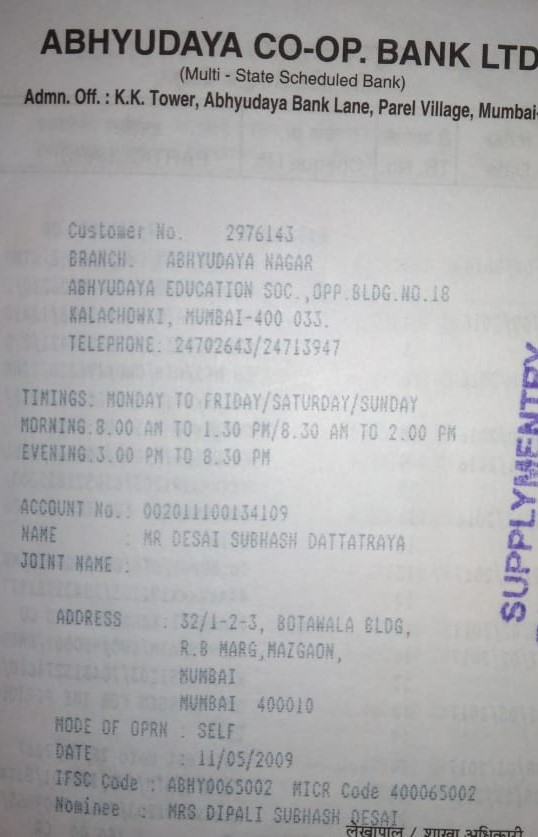 ABHYUDAYA CO-OP. BANK LTD
(Multi - State Scheduled Bank)
Admn. Off. : K.K. Tower, Abhyudaya Bank Lane, Parel Village, Mumbai-
Customer No. 2976143
BRANCH. ABHYUDAYA NAGAR
ABHYUDAYA EDUCATION SOC.,OPP.BLDG.NO.18
KALACHOWKI, MUMBAI-400 033.
TELEPHONE: 24702643/24713947
TIMINGS: MONDAY TO FRIDAY/SATURDAY/SUNDAY
MORNING:8.00 AM TO 1.30 PM/8.30 AM TO 2.00 PM
EVENING:3.00 PM TO 8.30 PM
SUPPLYMENTRY
ACCOUNT No.: 002011100134109
NAME : MR DESAI SUBHASH DATTATRAYA
JOINT NAME :
ADDRESS : 32/1-2-3, BOTAWALA BLDG,
R.B MARG,MAZGAON,
MUMBAI
MUMBAI 400010
MODE OF OPRN : SELF
DATE : 11/05/2009
IFSC Code : ABHY0065002 MICR Code 400065002
Nominee : MRS DIPALI SUBHASH DESAI
लेखापाल / शाखा अधिकारी